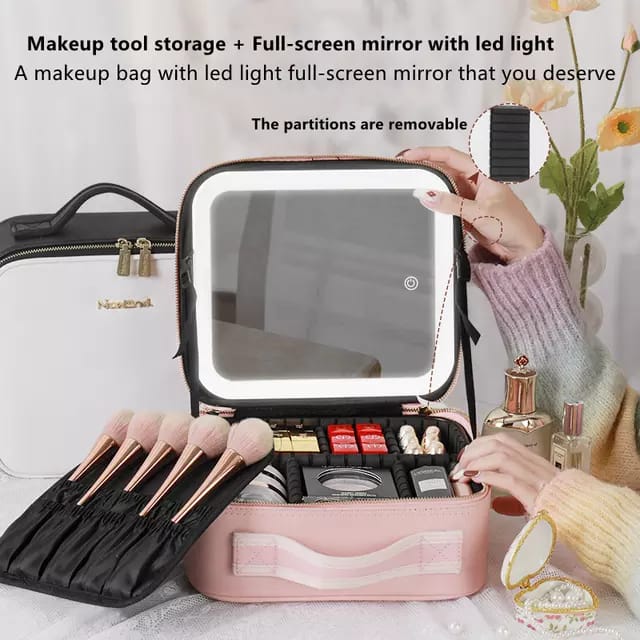 Makeup tool storage + Full-screen mirror with led light
A makeup bag with led light full-screen mirror that you deserve
The partitions are removable